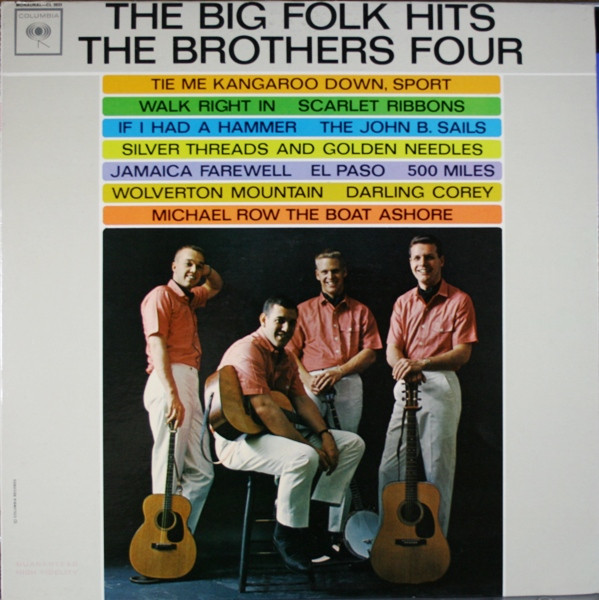 COLUMBIA
THE BIG FOLK HITS
THE BROTHERS FOUR
TIE ME KANGAROO DOWN, SPORT
WALK RIGHT IN SCARLET RIBBONS
IF I HAD A HAMMER THE JOHN B. SAILS
SILVER THREADS AND GOLDEN NEEDLES
JAMAICA FAREWELL EL PASO 500 MILES
WOLVERTON MOUNTAIN DARLING COREY
MICHAEL ROW THE BOAT ASHORE